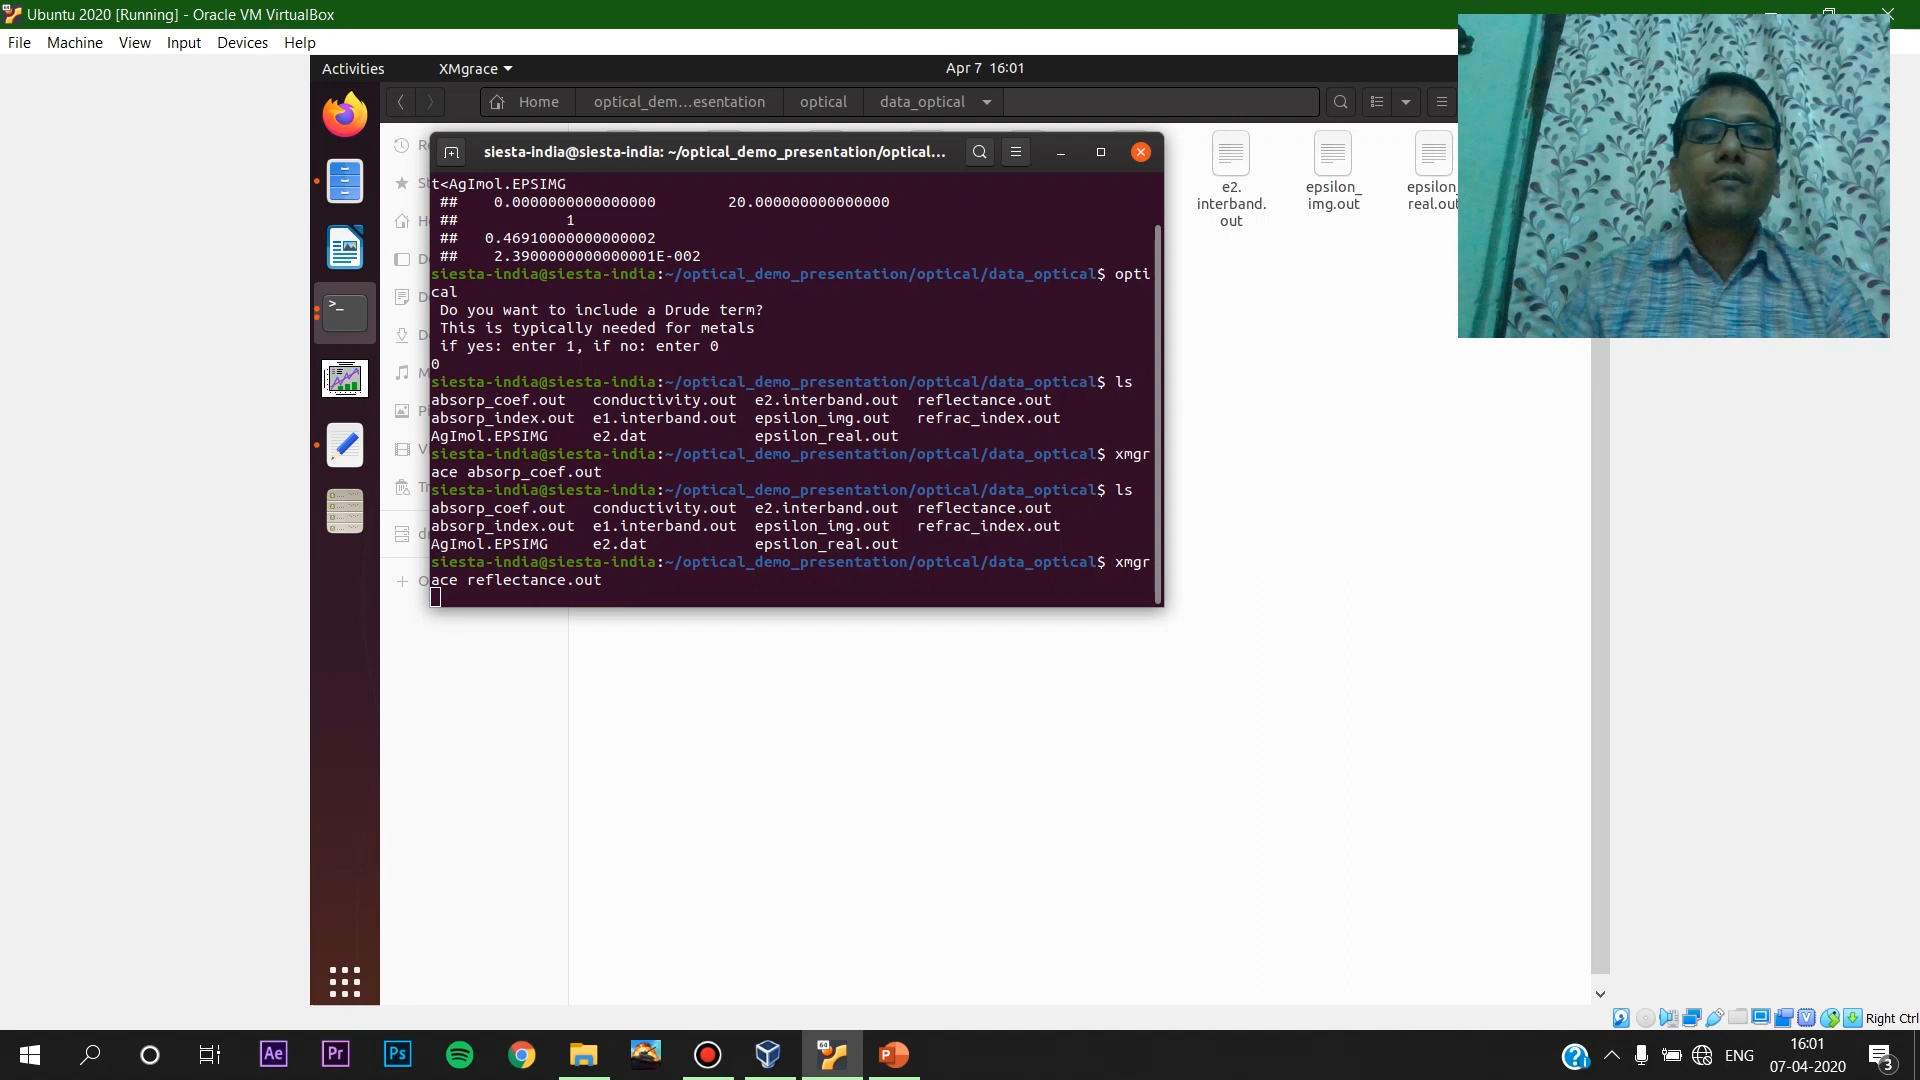 Ubuntu 2020 [Running] - Oracle VM VirtualBox
File Machine View Input Devices Help
Activities XMgrace Apr 7 16:01
Home optical_dem...esentation optical data_optical
siesta-india@siesta-india: ~/optical_demo_presentation/optical...
t<AgImol.EPSIMG
## 0.0000000000000000 20.000000000000000
## 1
## 0.46910000000000002
## 2.3900000000000001E-002
siesta-india@siesta-india:~/optical_demo_presentation/optical/data_optical$ opti
cal
Do you want to include a Drude term?
This is typically needed for metals
if yes: enter 1, if no: enter 0
0
siesta-india@siesta-india:~/optical_demo_presentation/optical/data_optical$ ls
absorp_coef.out conductivity.out e2.interband.out reflectance.out
absorp_index.out e1.interband.out epsilon_img.out refrac_index.out
AgImol.EPSIMG e2.dat epsilon_real.out
siesta-india@siesta-india:~/optical_demo_presentation/optical/data_optical$ xmgr
ace absorp_coef.out
siesta-india@siesta-india:~/optical_demo_presentation/optical/data_optical$ ls
absorp_coef.out conductivity.out e2.interband.out reflectance.out
absorp_index.out e1.interband.out epsilon_img.out refrac_index.out
AgImol.EPSIMG e2.dat epsilon_real.out
siesta-india@siesta-india:~/optical_demo_presentation/optical/data_optical$ xmgr
ace reflectance.out
e2.
interband.
out
epsilon_
img.out
epsilon_
real.out
Right Ctrl
Ae Pr Ps
ENG
16:01
07-04-2020
3